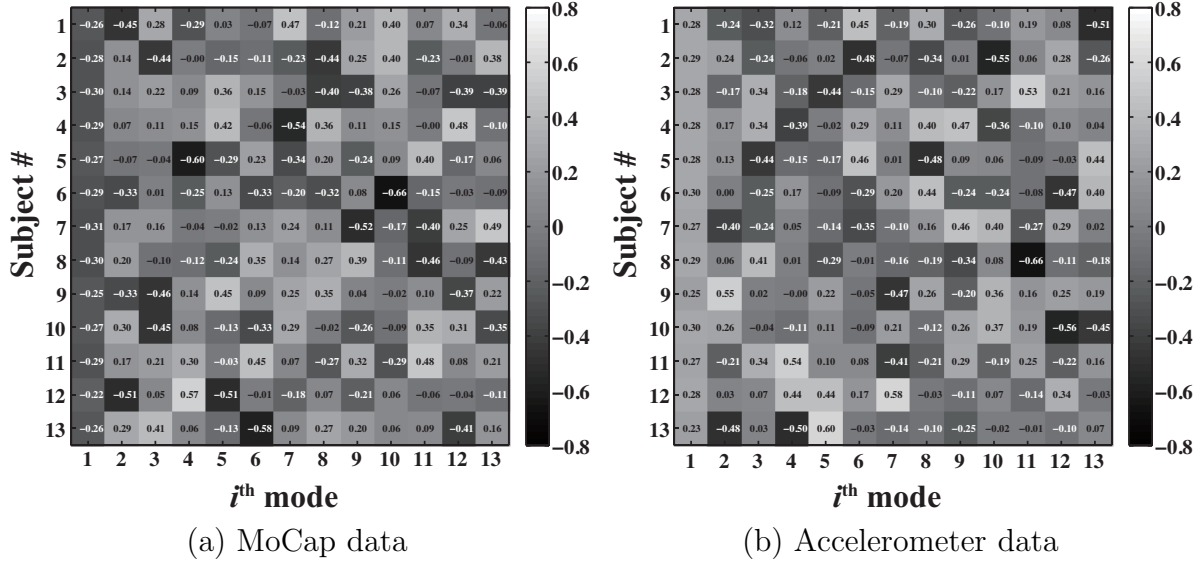 1 -0.26 -0.45 0.28 -0.29 0.03 -0.07 0.47 -0.16 0.21 0.40 0.07 0.34 -0.06
2 -0.28 0.14 -0.44 -0.00 -0.15 -0.11 -0.23 -0.44 0.25 0.40 -0.23 -0.01 0.38
3 -0.30 0.14 0.22 0.09 0.36 0.15 -0.03 -0.40 -0.38 0.26 -0.07 -0.39 -0.39
4 -0.29 0.07 0.11 0.15 0.42 -0.06 -0.54 0.36 0.11 0.15 -0.00 0.48 -0.10
5 -0.27 -0.07 -0.04 -0.60 -0.29 0.23 -0.34 0.20 -0.24 0.09 0.40 -0.17 0.06
6 -0.29 -0.33 0.01 -0.25 0.13 -0.33 -0.20 -0.32 0.08 -0.66 -0.15 -0.03 -0.09
7 -0.31 0.17 0.16 -0.04 -0.02 0.13 0.24 0.11 -0.52 -0.17 -0.40 0.25 0.49
8 -0.30 0.20 -0.10 -0.12 -0.24 0.35 0.14 0.27 0.39 -0.11 -0.46 -0.09 -0.43
9 -0.25 -0.33 -0.46 0.14 0.45 0.09 0.25 0.35 0.04 -0.02 0.10 -0.37 0.22
10 -0.27 0.30 -0.45 0.08 -0.13 -0.33 0.29 -0.02 -0.26 -0.09 0.35 0.31 -0.35
11 -0.29 0.17 0.21 0.30 -0.03 0.45 0.07 -0.27 0.32 -0.29 0.48 0.08 0.21
12 -0.22 -0.51 0.05 0.57 -0.51 -0.01 -0.18 0.07 -0.21 0.06 -0.04 -0.04 -0.11
13 -0.26 0.29 0.41 0.06 -0.13 -0.58 0.09 0.27 0.20 0.06 0.09 -0.41 0.16
1 2 3 4 5 6 7 8 9 10 11 12 13
Subject #
i<sup>th</sup> mode
0.8
0.6
0.4
0.2
0
−0.2
−0.4
−0.6
−0.8
(a) MoCap data
1 0.28 -0.24 -0.32 0.12 -0.21 0.45 -0.19 0.30 -0.26 -0.10 0.19 0.08 -0.51
2 0.29 0.24 -0.24 -0.06 0.02 -0.48 -0.07 -0.34 0.01 -0.55 0.06 0.28 -0.26
3 0.28 -0.17 0.34 -0.18 -0.44 -0.15 0.29 -0.10 -0.22 0.17 0.53 0.21 0.16
4 0.28 0.17 0.34 -0.39 -0.02 0.29 0.11 0.40 0.47 -0.36 -0.10 0.10 0.04
5 0.28 0.13 -0.44 -0.15 -0.17 0.46 0.01 -0.48 0.09 0.06 -0.09 -0.03 0.44
6 0.30 0.00 -0.25 0.17 -0.09 -0.29 0.20 0.44 -0.24 -0.24 -0.08 -0.47 0.40
7 0.27 -0.40 -0.24 0.05 -0.14 -0.35 -0.10 0.16 0.46 0.40 -0.27 0.29 0.02
8 0.29 0.06 0.41 0.01 -0.29 -0.01 -0.16 -0.19 -0.34 0.08 -0.66 -0.11 -0.18
9 0.25 0.55 0.02 -0.00 0.22 -0.01 -0.47 0.26 -0.20 0.36 0.16 0.25 0.19
10 0.30 0.26 -0.04 -0.11 0.11 -0.09 0.21 -0.12 0.26 0.37 0.19 -0.56 -0.45
11 0.27 -0.21 0.34 0.54 0.10 0.08 -0.41 -0.21 0.29 -0.19 0.25 -0.22 0.16
12 0.28 0.03 0.07 0.44 0.44 0.17 0.58 -0.03 -0.11 0.07 -0.14 0.34 -0.03
13 0.23 -0.48 0.03 -0.50 0.60 -0.03 -0.14 -0.10 -0.25 -0.02 -0.01 -0.10 0.07
1 2 3 4 5 6 7 8 9 10 11 12 13
Subject #
i<sup>th</sup> mode
0.8
0.6
0.4
0.2
0
−0.2
−0.4
−0.6
−0.8
(b) Accelerometer data